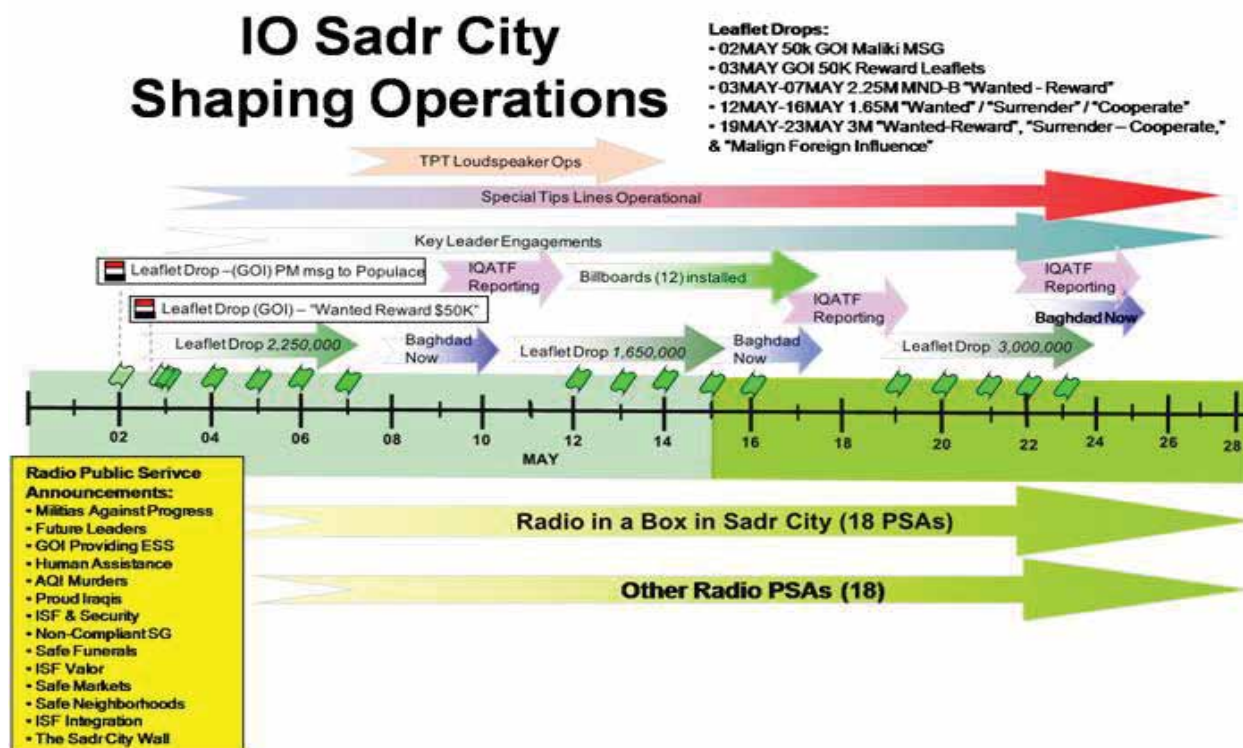 IO Sadr City
Shaping Operations
Leaflet Drops:
• 02MAY 50k GOI Maliki MSG
• 03MAY GOI 50K Reward Leaflets
• 03MAY-07MAY 2.25M MND-B "Wanted - Reward"
• 12MAY-16MAY 1.65M "Wanted" / "Surrender" / "Cooperate"
• 19MAY-23MAY 3M "Wanted-Reward", "Surrender – Cooperate,"
& "Malign Foreign Influence"
TPT Loudspeaker Ops
Special Tips Lines Operational
Key Leader Engagements
Leaflet Drop –(GOI) PM msg to Populace
IQATF
Reporting
Billboards (12) installed
IQATF
Reporting
IQATF
Reporting
Leaflet Drop (GOI) – "Wanted Reward $50K"
Baghdad Now
Leaflet Drop 2,250,000
Baghdad
Now
Leaflet Drop 1,650,000
Baghdad
Now
Leaflet Drop 3,000,000
02 04 06 08 10 12 14 16 18 20 22 24 26 28
MAY
Radio Public Serivce
Announcements:
• Militias Against Progress
• Future Leaders
• GOI Providing ESS
• Human Assistance
• AQI Murders
• Proud Iraqis
• ISF & Security
• Non-Compliant SG
• Safe Funerals
• ISF Valor
• Safe Markets
• Safe Neighborhoods
• ISF Integration
• The Sadr City Wall
Radio in a Box in Sadr City (18 PSAs)
Other Radio PSAs (18)